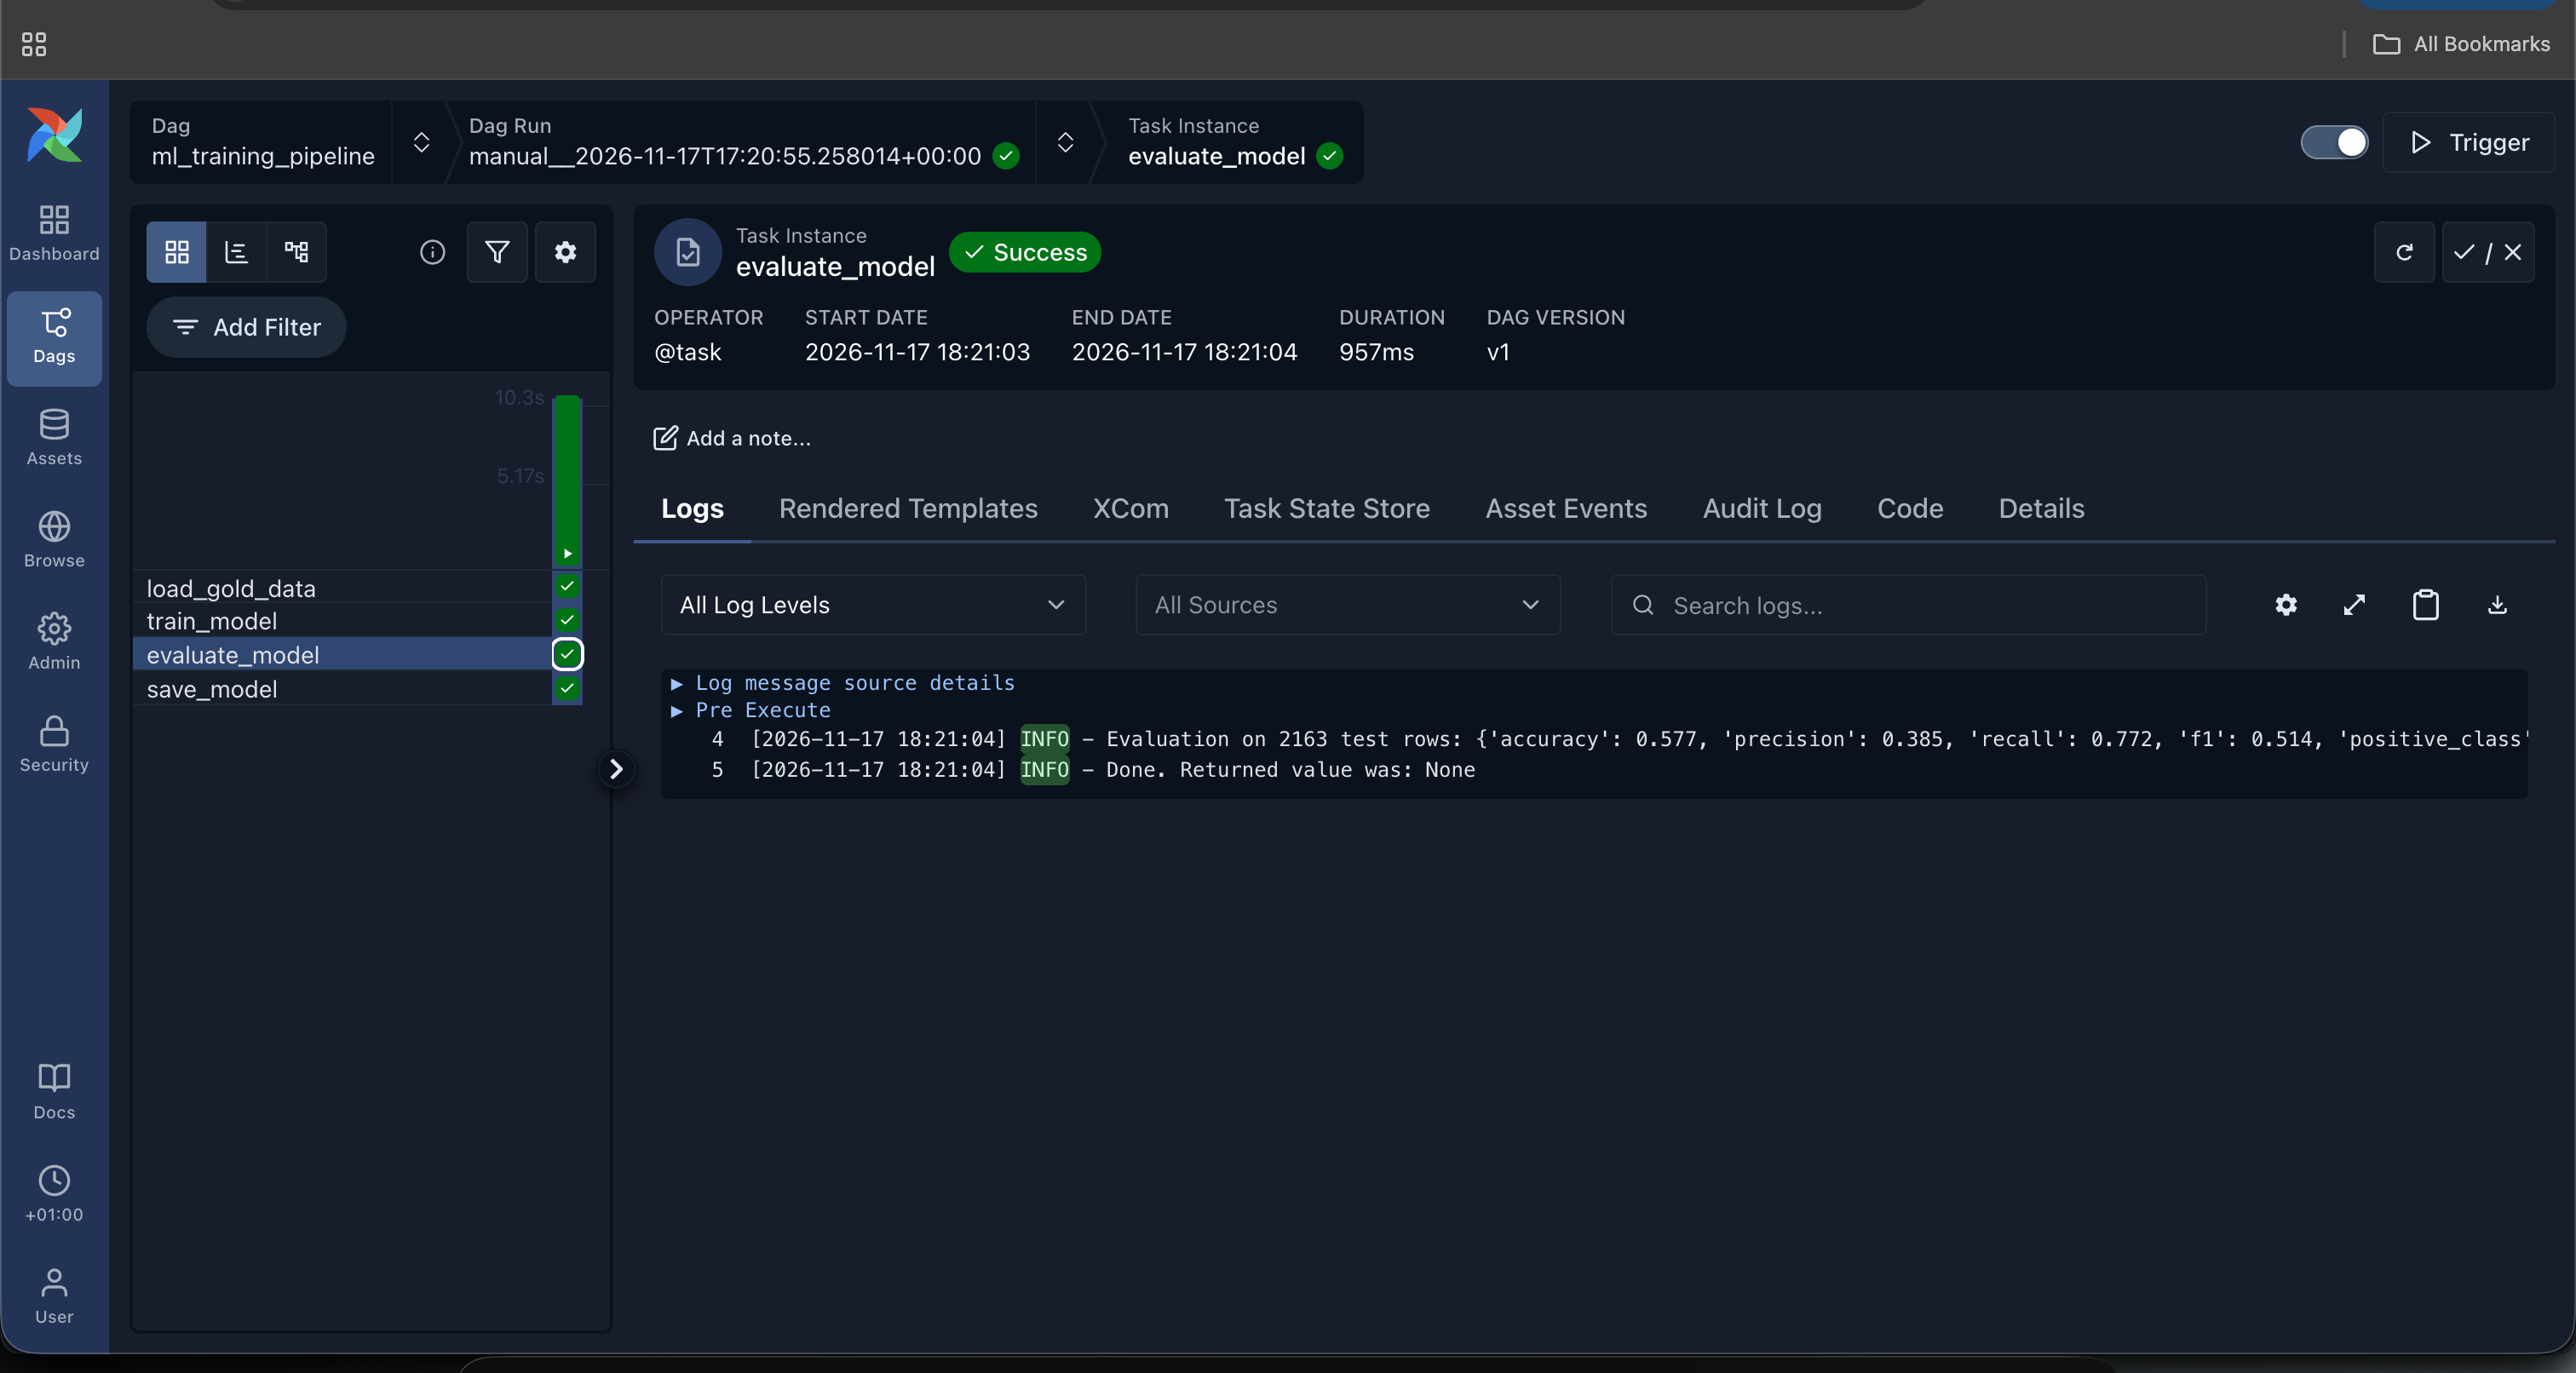 All Bookmarks
Dag
ml_training_pipeline
Dag Run
manual__2026-11-17T17:20:55.258014+00:00
Task Instance
evaluate_model
Trigger
Dashboard
Dags
Assets
Browse
Admin
Security
Docs
+01:00
User
Add Filter
10.3s
5.17s
load_gold_data
train_model
evaluate_model
save_model
Task Instance
evaluate_model
Success
/
OPERATOR START DATE END DATE DURATION DAG VERSION
@task 2026-11-17 18:21:03 2026-11-17 18:21:04 957ms v1
Add a note...
Logs Rendered Templates XCom Task State Store Asset Events Audit Log Code Details
All Log Levels All Sources Search logs...
Log message source details
Pre Execute
4 [2026-11-17 18:21:04] INFO - Evaluation on 2163 test rows: {'accuracy': 0.577, 'precision': 0.385, 'recall': 0.772, 'f1': 0.514, 'positive_class'
5 [2026-11-17 18:21:04] INFO - Done. Returned value was: None